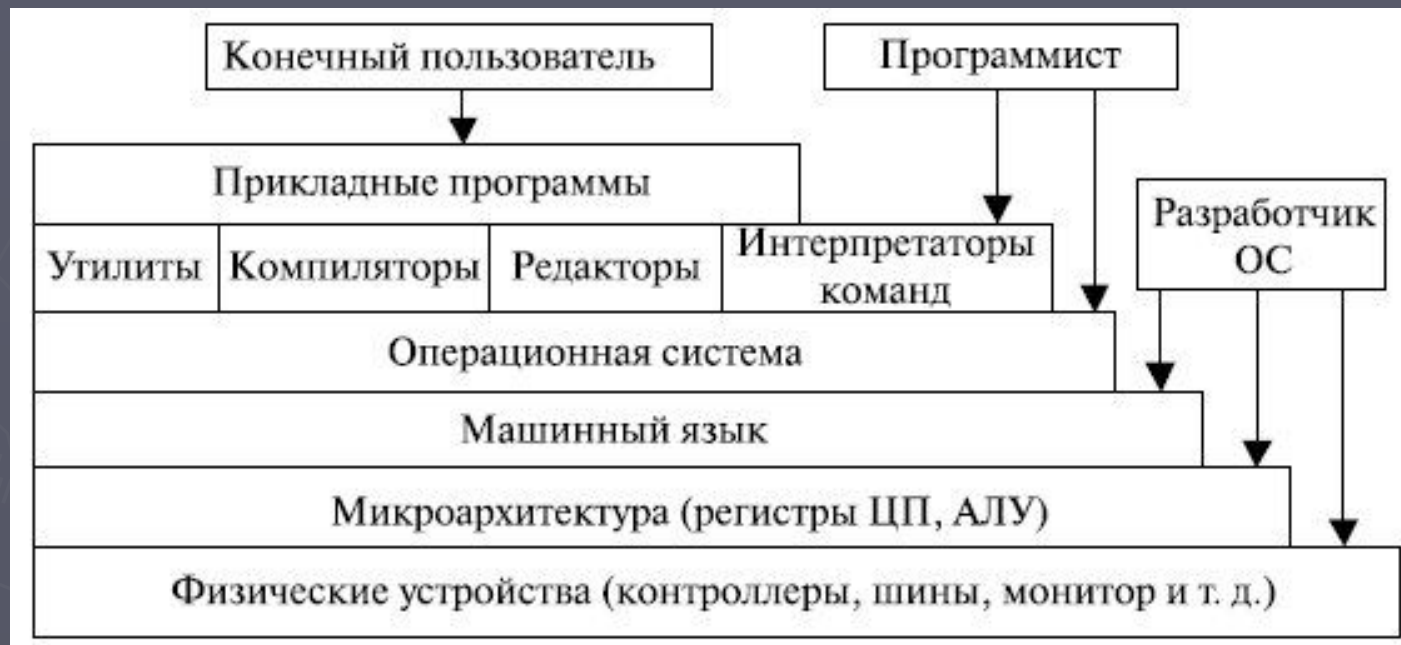 Конечный пользователь
Программист
Прикладные программы
Разработчик
ОС
Утилиты
Компиляторы
Редакторы
Интерпретаторы
команд
Операционная система
Машинный язык
Микроархитектура (регистры ЦП, АЛУ)
Физические устройства (контроллеры, шины, монитор и т. д.)